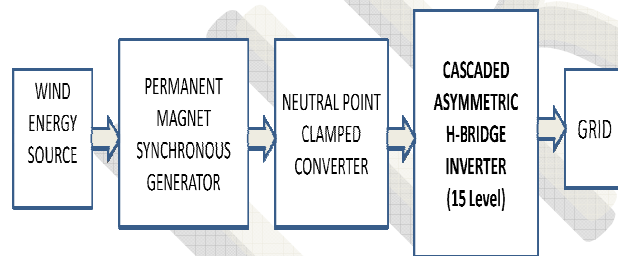 WIND
ENERGY
SOURCE
PERMANENT
MAGNET
SYNCHRONOUS
GENERATOR
NEUTRAL POINT
CLAMPED
CONVERTER
CASCADED
ASYMMETRIC
H-BRIDGE
INVERTER
(15 Level)
GRID